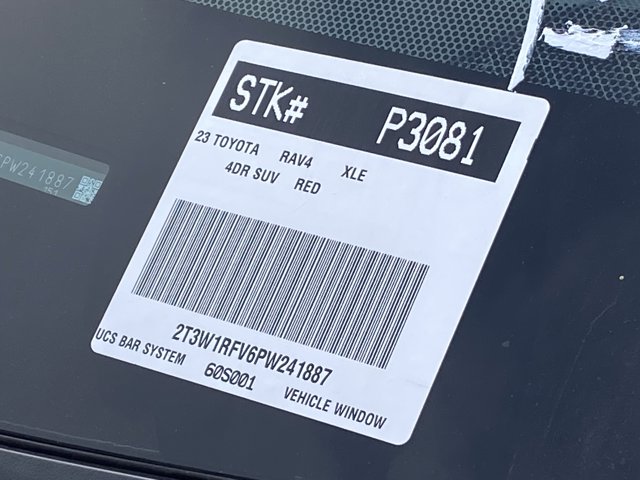 STK# P3081
23 TOYOTA RAV4 XLE
4DR SUV RED
2T3W1RFV6PW241887
UCS BAR SYSTEM 60S001 VEHICLE WINDOW
PW241887